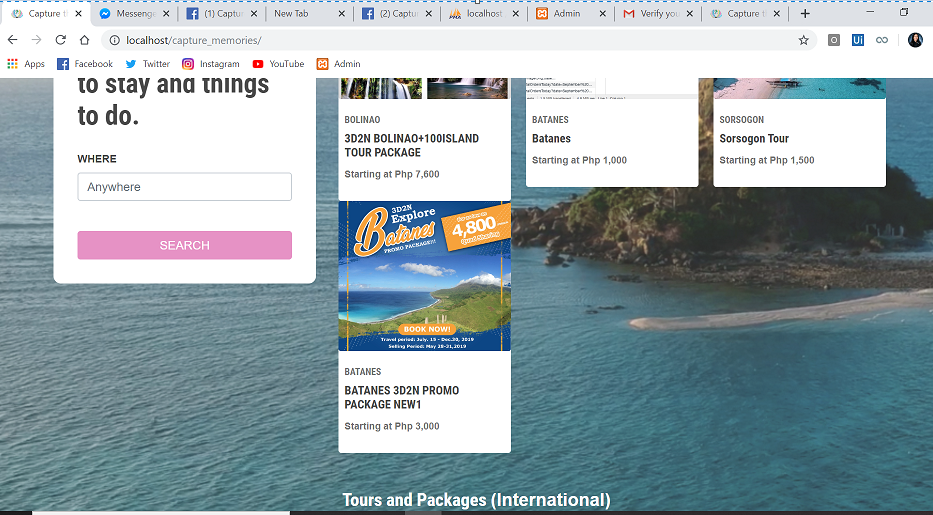 Capture t
Messenge
(1) Captur
New Tab
(2) Captu
localhost
Admin
Verify you
Capture t
localhost/capture_memories/
Apps
Facebook
Twitter
Instagram
YouTube
Admin
to stay and things
to do.
WHERE
Anywhere
SEARCH
BOLINAO
3D2N BOLINAO+100ISLAND
TOUR PACKAGE
Starting at Php 7,600
BATANES
Batanes
Starting at Php 1,000
SORSOGON
Sorsogon Tour
Starting at Php 1,500
3D2N
Explore
Batanes
PROMO PACKAGE!!!
4,800
BOOK NOW!
Travel period: July. 15 - Dec.30, 2019
Selling Period: May 28-31,2019
BATANES
BATANES 3D2N PROMO
PACKAGE NEW1
Starting at Php 3,000
Tours and Packages (International)